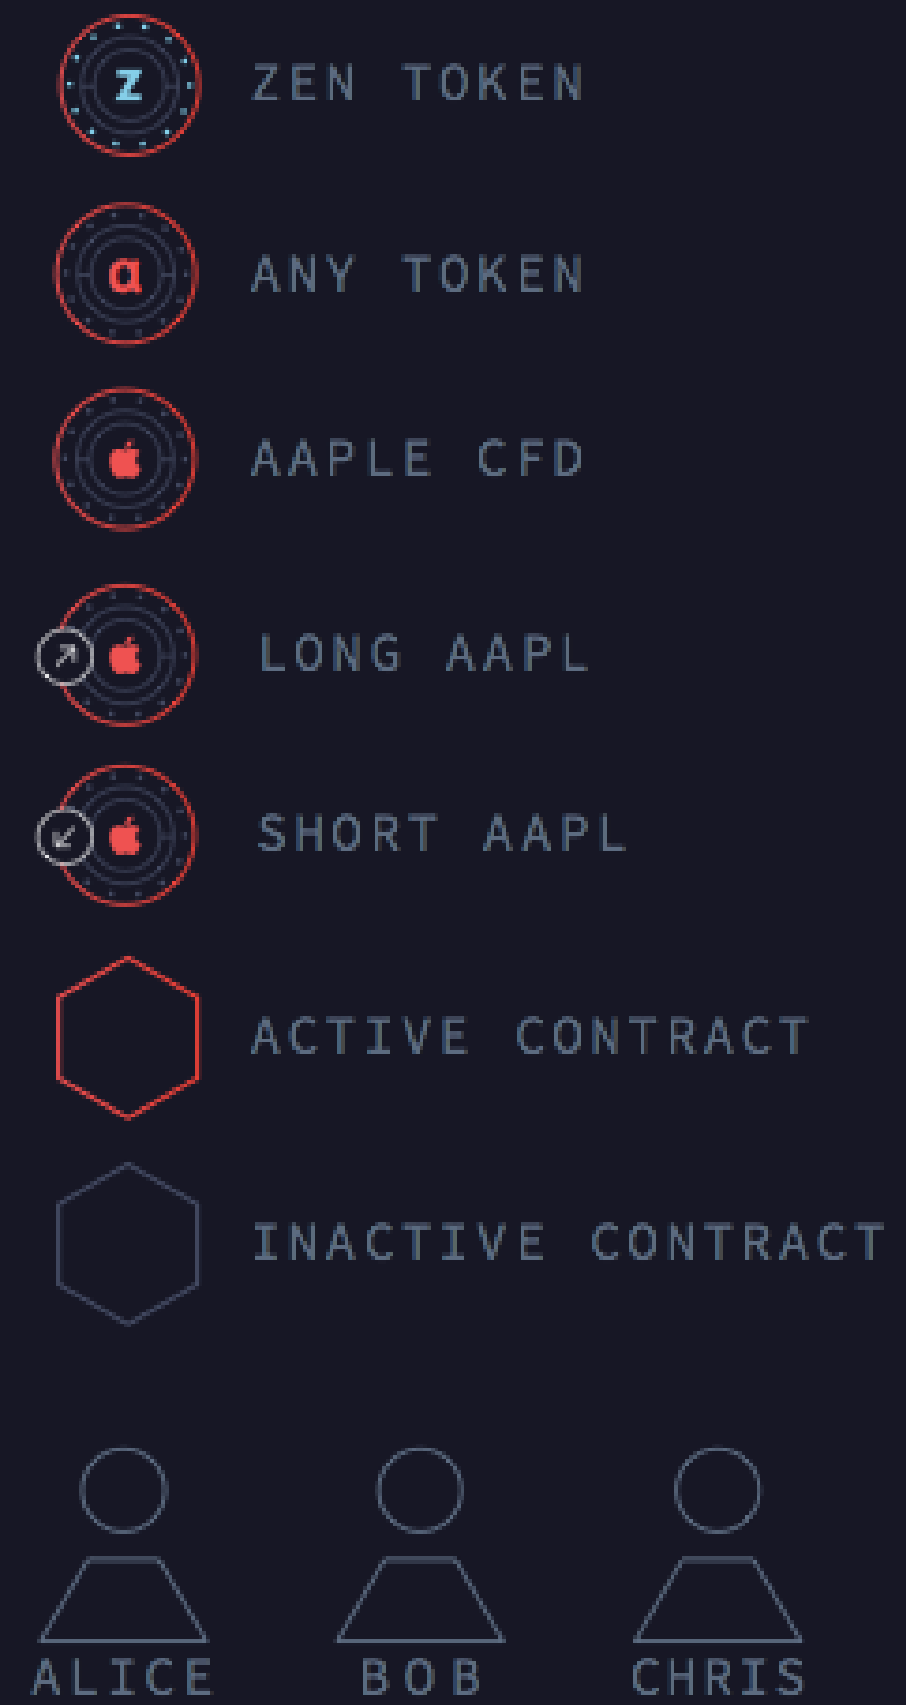 z
ZEN TOKEN
a
ANY TOKEN
AAPLE CFD
LONG AAPL
SHORT AAPL
ACTIVE CONTRACT
INACTIVE CONTRACT
ALICE BOB CHRIS